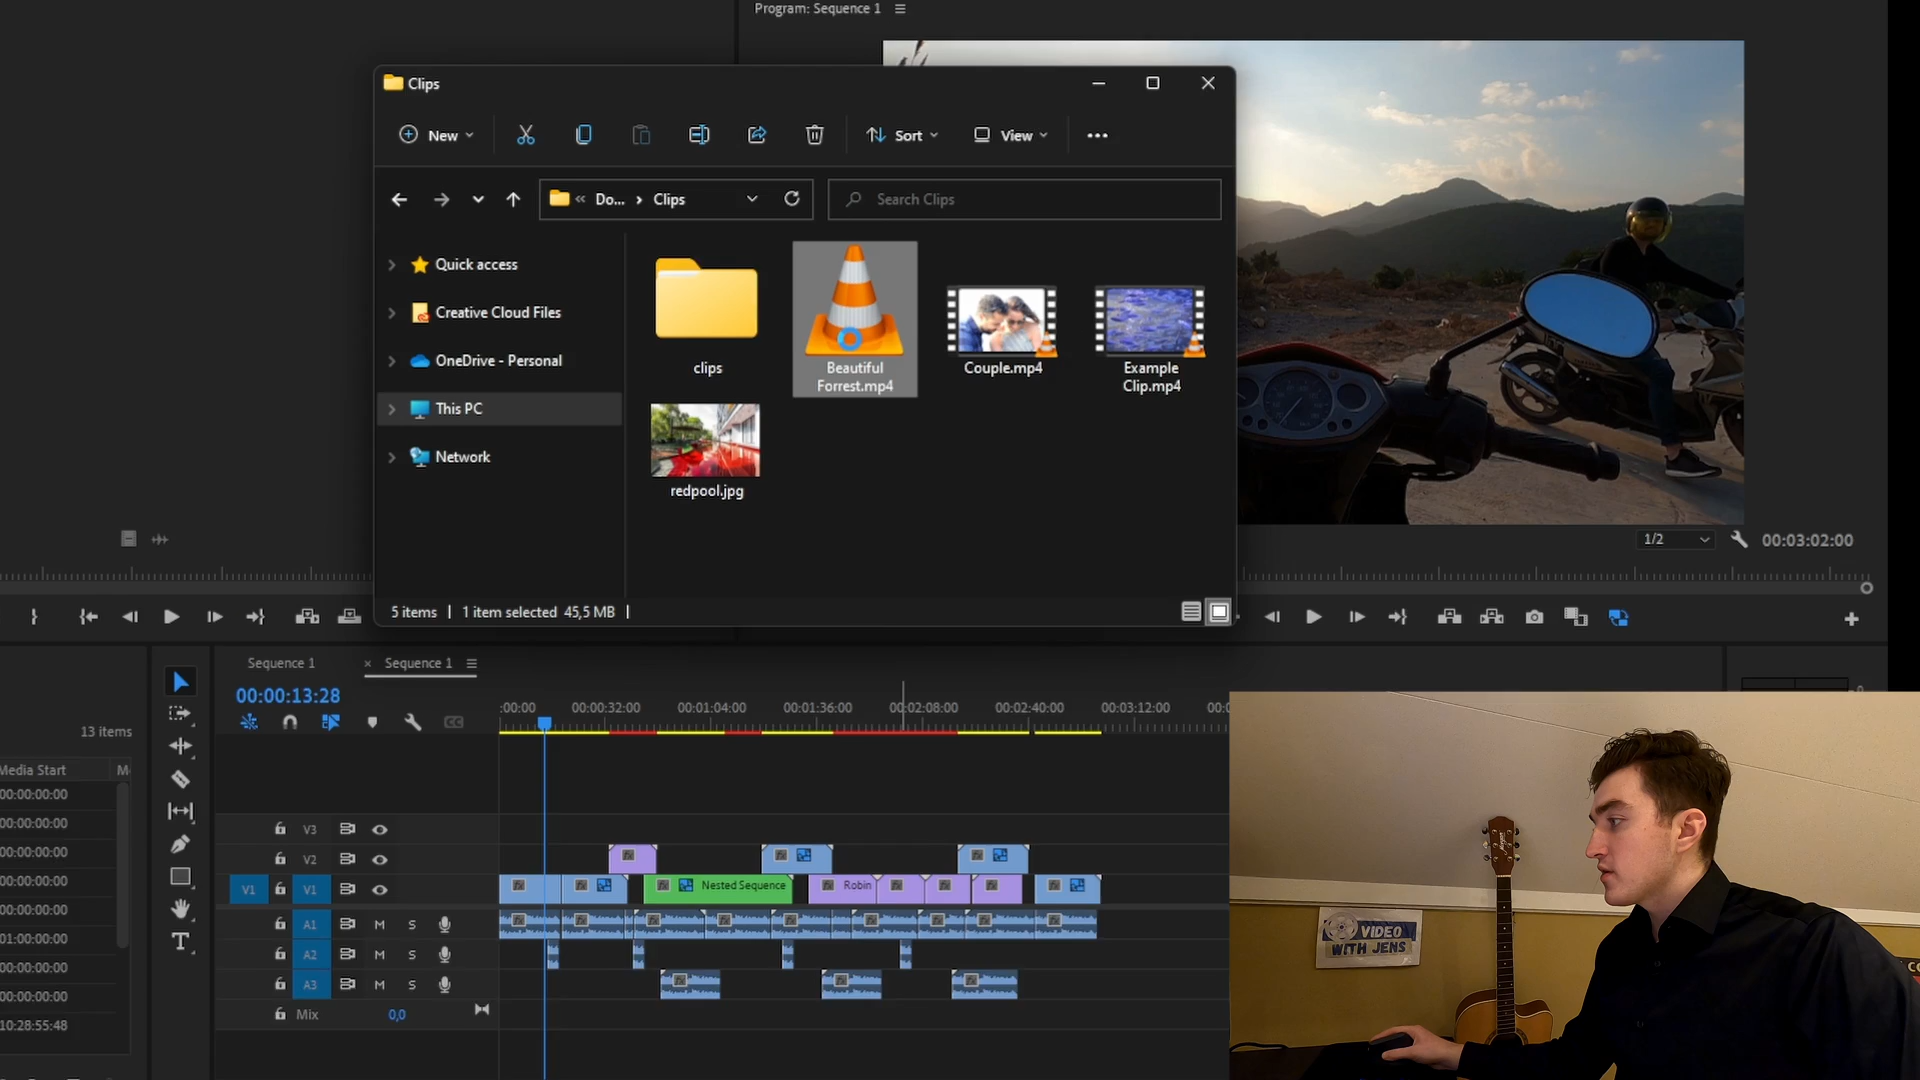 Program: Sequence 1
Clips
New
Sort
View
Do...
Clips
Search Clips
Quick access
Creative Cloud Files
OneDrive - Personal
This PC
Network
clips
Beautiful
Forrest.mp4
Couple.mp4
Example
Clip.mp4
redpool.jpg
5 items
1 item selected 45,5 MB
1/2
00:03:02:00
Sequence 1
Sequence 1
00:00:13:28
:00:00
00:00:32:00
00:01:04:00
00:01:36:00
00:02:08:00
00:02:40:00
00:03:12:00
13 items
Media Start
00:00:00:00
00:00:00:00
00:00:00:00
00:00:00:00
00:00:00:00
01:00:00:00
00:00:00:00
00:00:00:00
10:28:55:48
V3
V2
V1
V1
Nested Sequence
Robin
A1
M
S
A2
M
S
A3
M
S
Mix
0,0
VIDEO
WITH JENS